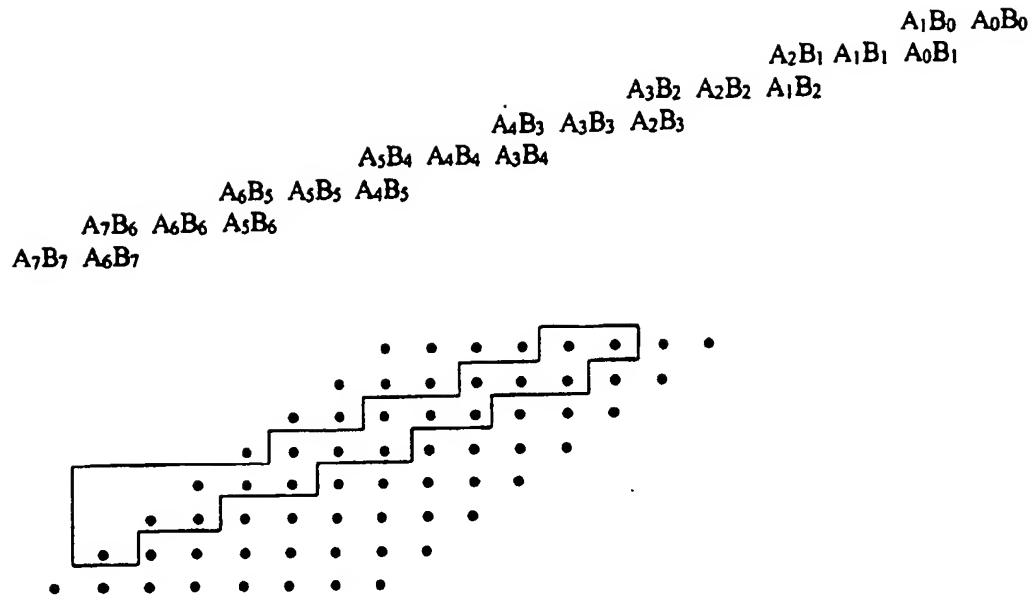 A₁B₀ A₀B₀
A₂B₁ A₁B₁ A₀B₁
A₃B₂ A₂B₂ A₁B₂
A₄B₃ A₃B₃ A₂B₃
A₅B₄ A₄B₄ A₃B₄
A₆B₅ A₅B₅ A₄B₅
A₇B₆ A₆B₆ A₅B₆
A₇B₇ A₆B₇